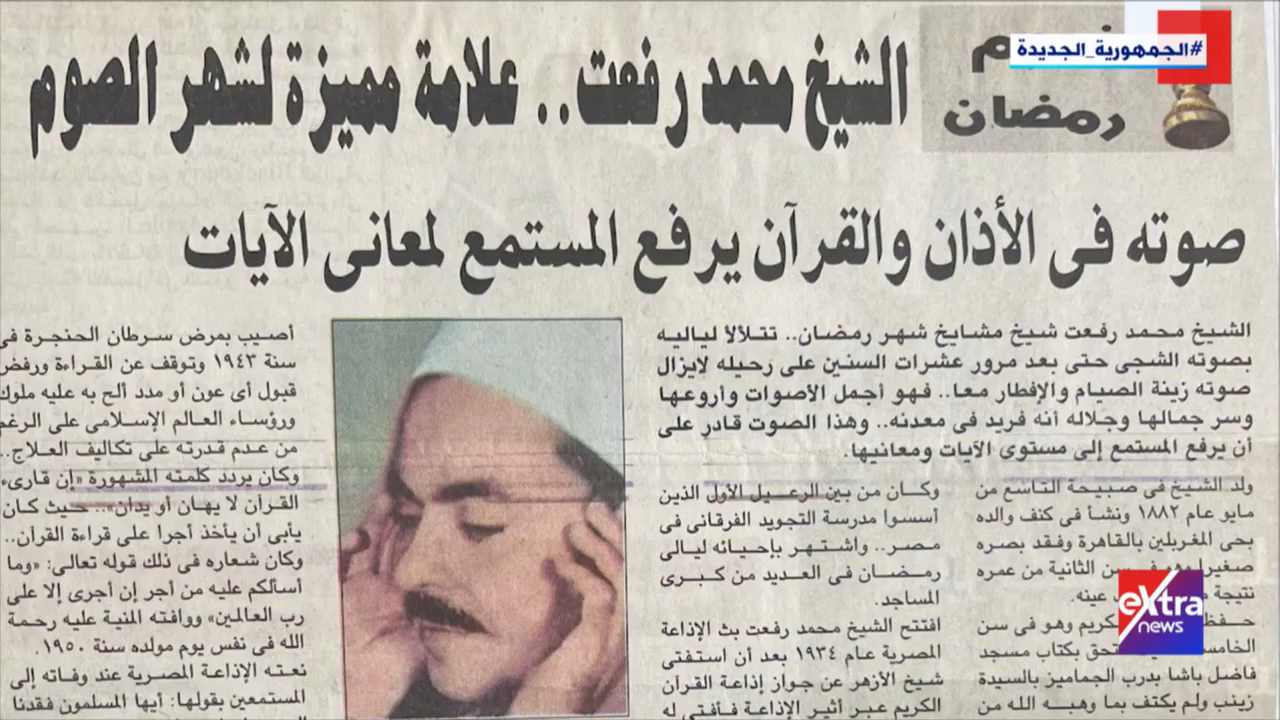 #الجمهورية_الجديدة
رمضان
الشيخ محمد رفعت.. علامة مميزة لشهر الصوم
صوته فى الأذان والقرآن يرفع المستمع لمعانى الآيات
الشيخ محمد رفعت شيخ مشايخ شهر رمضان.. تتلألأ لياليه
بصوته الشجى حتى بعد مرور عشرات السنين على رحيله لايزال
صوته زينة الصيام والإفطار معا.. فهو أجمل الأصوات وأروعها
وسر جمالها وجلاله أنه فريد فى معدنه.. وهذا الصوت قادر على
أن يرفع المستمع إلى مستوى الآيات ومعانيها.
ولد الشيخ فى صبيحة التاسع من
مايو عام ١٨٨٢ ونشأ فى كنف والده
بحى المغربلين بالقاهرة وفقد بصره
صغيرا وهو فى سن الثانية من عمره
نتيجة عينه.
الكريم وهو فى سن
بكتاب مسجد
فاضل باشا بدرب الجماميز بالسيدة
زينب ولم يكتف بما وهبه الله من
وكان من بين الرعيل الأول الذين
أسسوا مدرسة التجويد الفرقانى فى
مصر.. واشتهر بإحيائه ليالى
رمضان فى العديد من كبرى
المساجد.
افتتح الشيخ محمد رفعت بث الإذاعة
المصرية عام ١٩٣٤ بعد أن استفتى
شيخ الأزهر عن جواز إذاعة القرآن
الكريم عبر أثير الإذاعة فأفتى له
أصيب بمرض سرطان الحنجرة فى
سنة ١٩٤٣ وتوقف عن القراءة ورفض
قبول أى عون أو مدد ألح به عليه ملوك
ورؤساء العالم الإسلامى على الرغم
من عدم قدرته على تكاليف العلاج..
وكان يردد كلمته المشهورة «إن قارىء
القرآن لا يهان أو يدان».. حيث كان
يأبى أن يأخذ أجرا على قراءة القرآن..
وكان شعاره فى ذلك قوله تعالى: «وما
أسألكم عليه من أجر إن أجرى إلا على
رب العالمين» ووافته المنية عليه رحمة
الله فى نفس يوم مولده سنة ١٩٥٠.
نعته الإذاعة المصرية عند وفاته إلى
المستمعين بقولها: أيها المسلمون فقدنا
eXtra
news